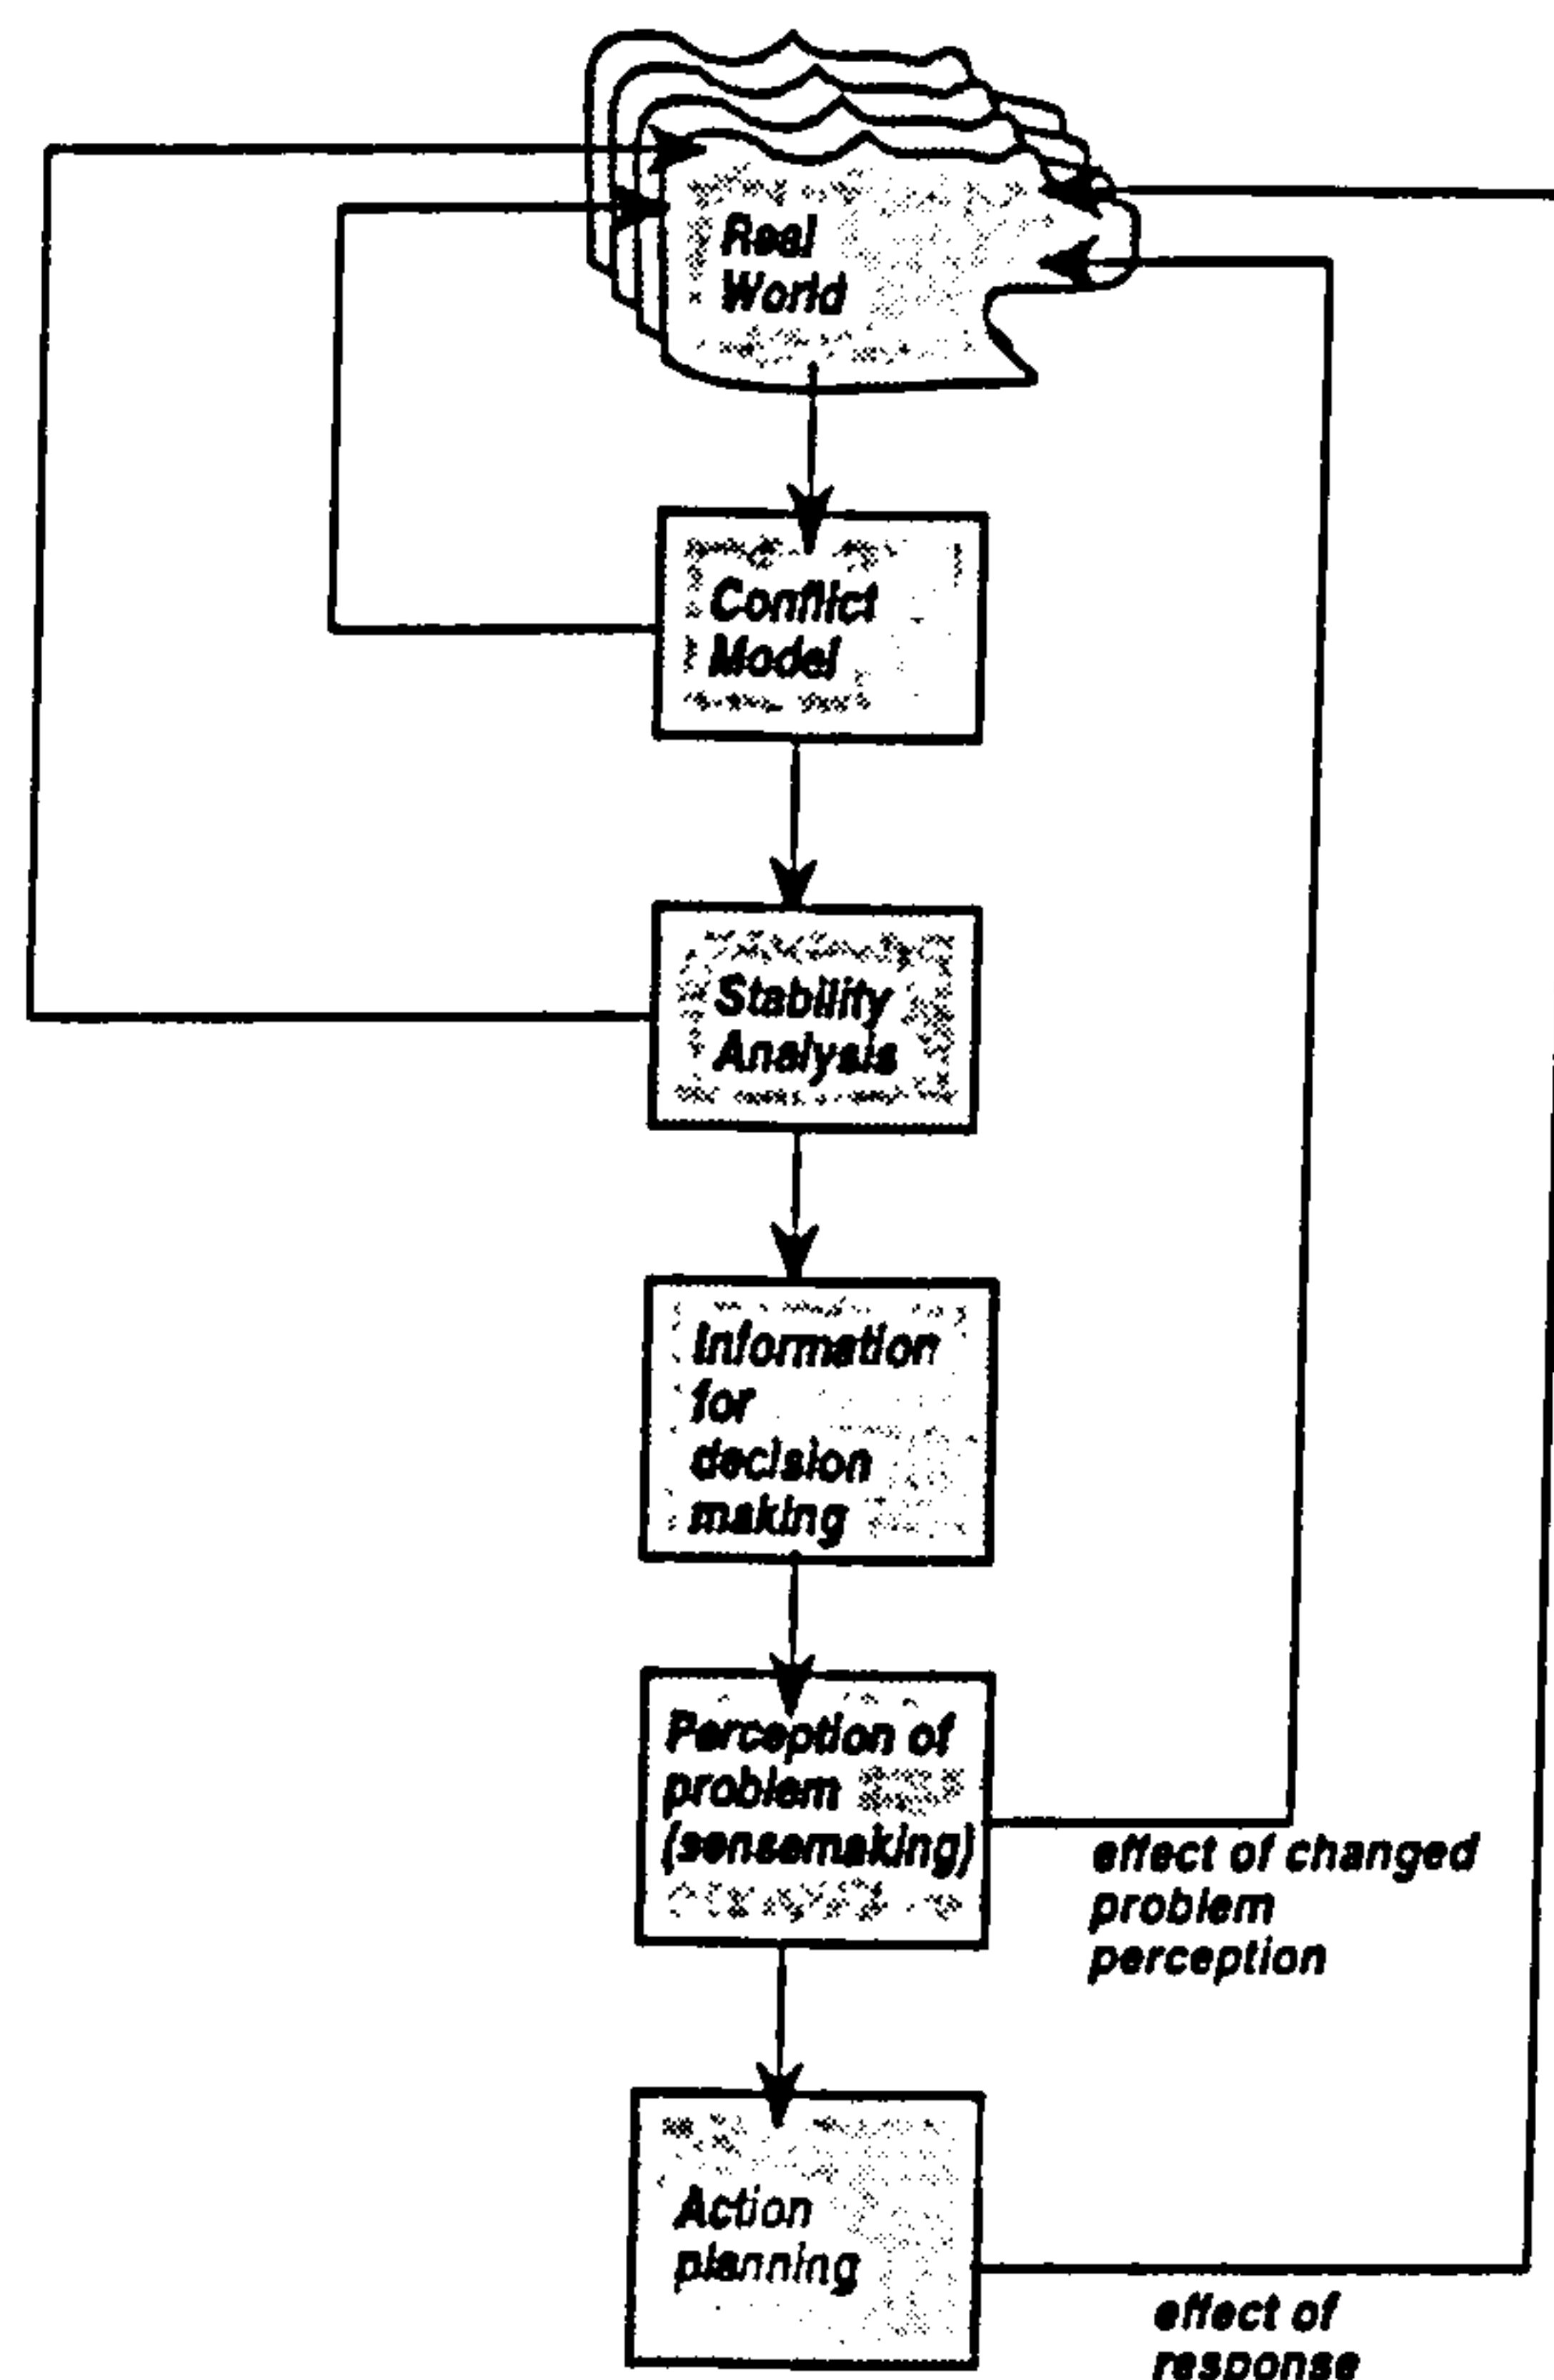 Real
World
Conflict
Model
Stability
Analysis
Information
for
decision
making
Perception of
problem
(sensemaking)
effect of changed
problem
perception
Action
planning
effect of
response